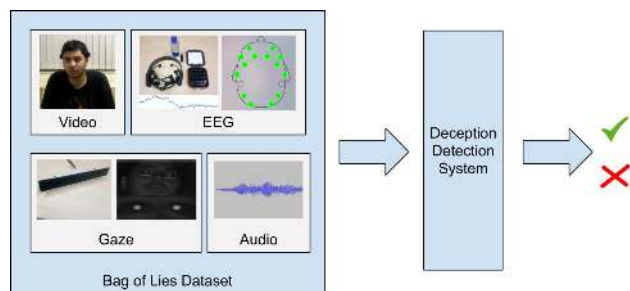 Video
EEG
Gaze
Audio
Bag of Lies Dataset
Deception
Detection
System